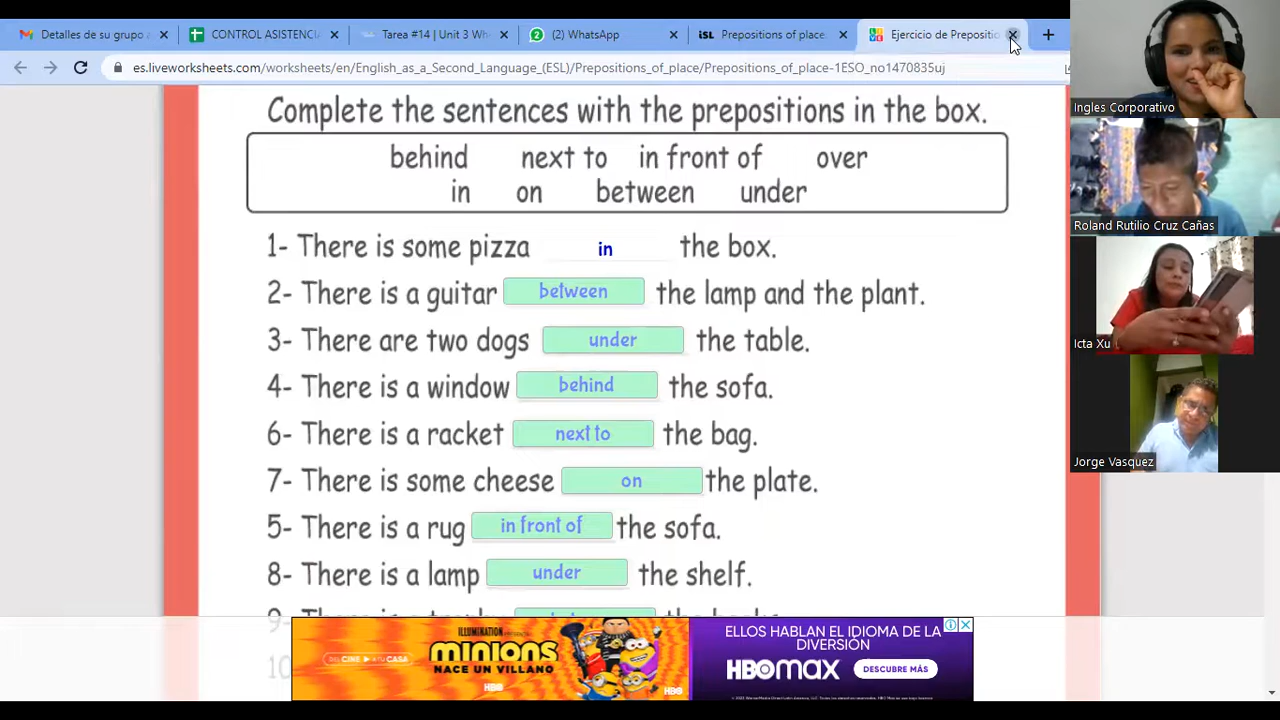 Detalles de su grupo a
CONTROL ASISTENCIA
Tarea #14 | Unit 3 W
(2) WhatsApp
Prepositions of place,
Ejercicio de Prepositio
es.liveworksheets.com/worksheets/en/English_as_a_Second_Language_(ESL)/Prepositions_of_place/Prepositions_of_place-1ESO_no1470835uj
Complete the sentences with the prepositions in the box.
behind next to in front of over
in on between under
1- There is some pizza in the box.
2- There is a guitar between the lamp and the plant.
3- There are two dogs under the table.
4- There is a window behind the sofa.
6- There is a racket next to the bag.
7- There is some cheese on the plate.
5- There is a rug in front of the sofa.
8- There is a lamp under the shelf.
ILLUMINATION
MINIONS
NACE UN VILLANO
HBO
ELLOS HABLAN EL IDIOMA DE LA
DIVERSIÓN
HBOMAX
DESCUBRE MÁS
Ingles Corporativo
Roland Rutilio Cruz Cañas
Icta Xu
Jorge Vasquez